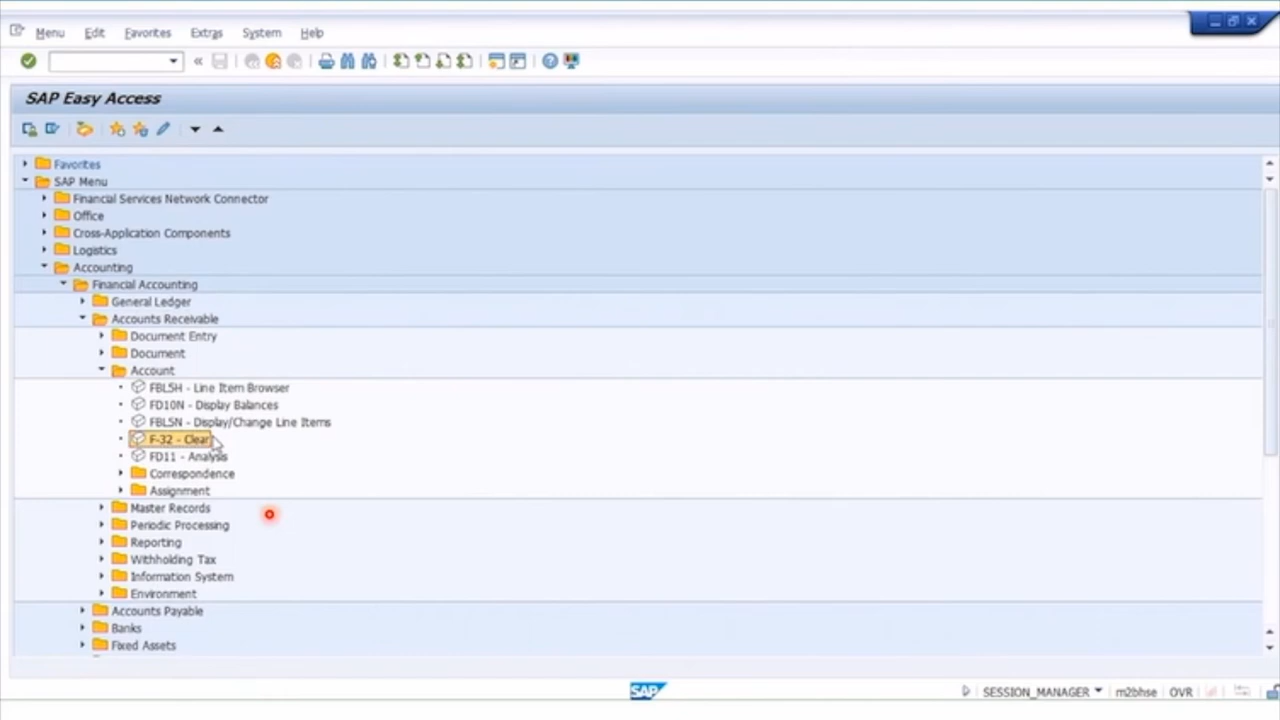 Menu Edit Favorites Extras System Help
SAP Easy Access
Favorites
SAP Menu
Financial Services Network Connector
Office
Cross-Application Components
Logistics
Accounting
Financial Accounting
General Ledger
Accounts Receivable
Document Entry
Document
Account
FBL5H - Line Item Browser
FD10N - Display Balances
FBL5N - Display/Change Line Items
F-32 - Clear
FD11 - Analysis
Correspondence
Assignment
Master Records
Periodic Processing
Reporting
Withholding Tax
Information System
Environment
Accounts Payable
Banks
Fixed Assets
SAP SESSION_MANAGER m2bhse OVR